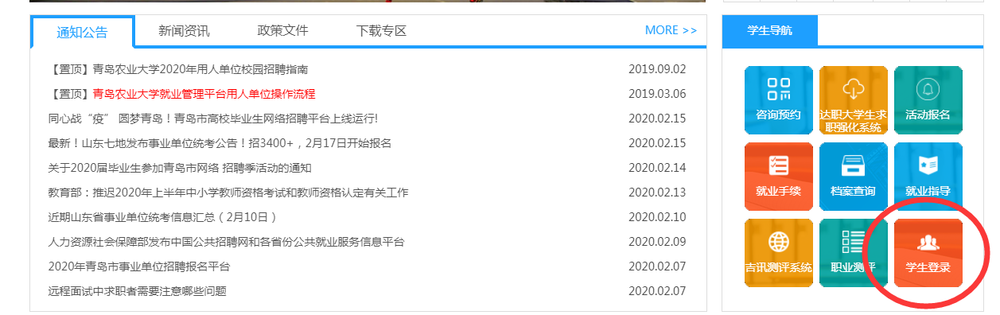 通知公告 新闻资讯 政策文件 下载专区 MORE >>
【置顶】青岛农业大学2020年用人单位校园招聘指南 2019.09.02
【置顶】青岛农业大学就业管理平台用人单位操作流程 2019.03.06
同心战“疫” 圆梦青岛！青岛市高校毕业生网络招聘平台上线运行! 2020.02.15
最新！山东七地发布事业单位统考公告！招3400+，2月17日开始报名 2020.02.15
关于2020届毕业生参加青岛市网络 招聘季活动的通知 2020.02.14
教育部：推迟2020年上半年中小学教师资格考试和教师资格认定有关工作 2020.02.13
近期山东省事业单位统考信息汇总（2月10日） 2020.02.10
人力资源社会保障部发布中国公共招聘网和各省份公共就业服务信息平台 2020.02.09
2020年青岛市事业单位招聘报名平台 2020.02.07
远程面试中求职者需要注意哪些问题 2020.02.07
学生导航
咨询预约
达职大学生求
职强化系统
活动报名
就业手续
档案查询
就业指导
吉讯测评系统
职业测评
学生登录